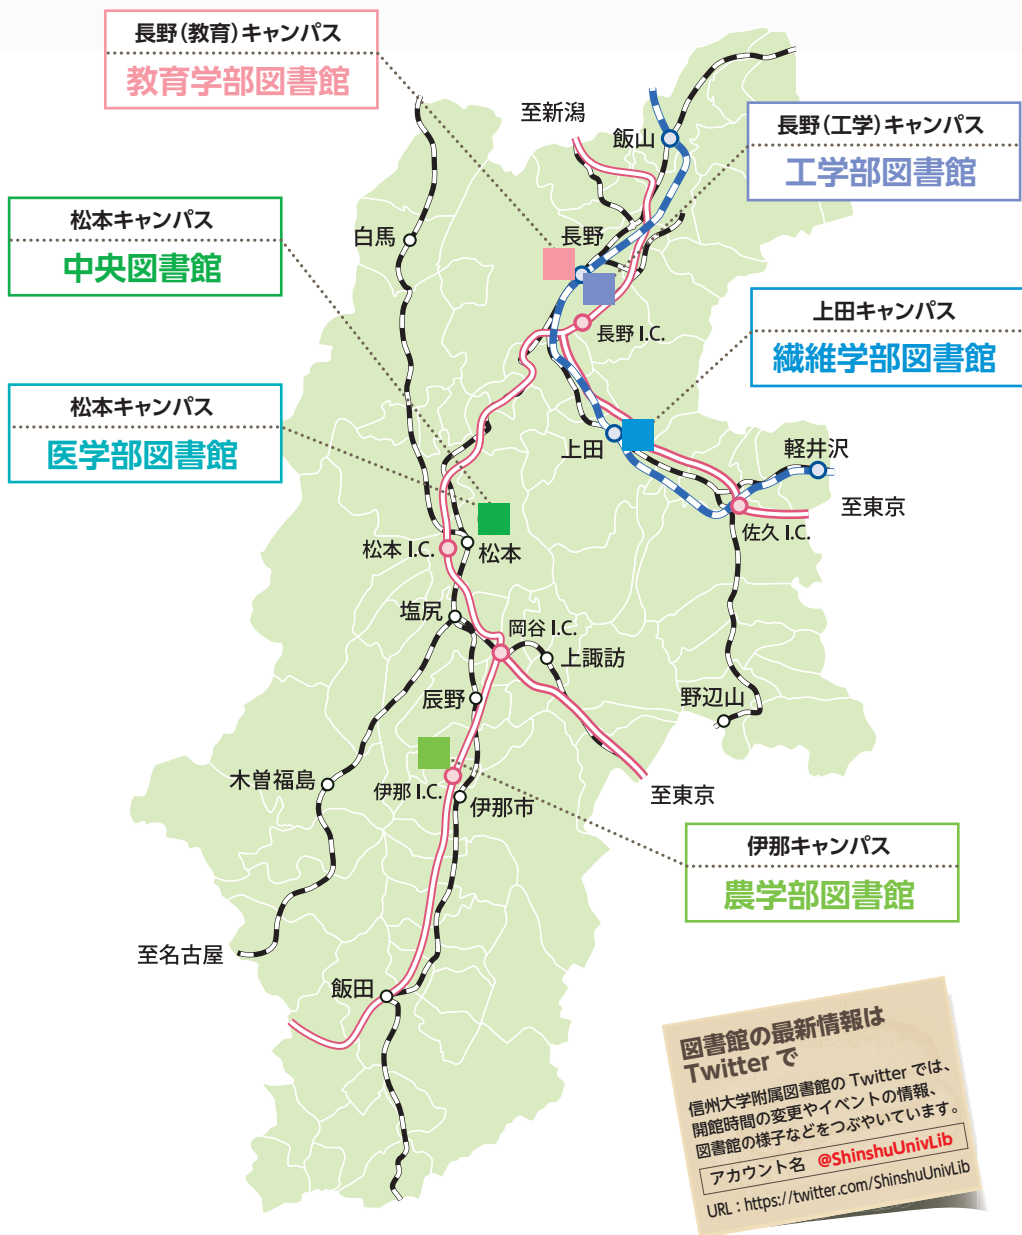 長野(教育)キャンパス
教育学部図書館
至新潟
飯山
長野(工学)キャンパス
工学部図書館
松本キャンパス
中央図書館
白馬
長野
長野 I.C.
上田キャンパス
繊維学部図書館
松本キャンパス
医学部図書館
上田
軽井沢
至東京
佐久 I.C.
松本 I.C.
松本
塩尻
岡谷 I.C.
上諏訪
辰野
野辺山
木曽福島
伊那 I.C.
伊那市
至東京
伊那キャンパス
農学部図書館
至名古屋
飯田
図書館の最新情報は
Twitter で
信州大学附属図書館の Twitter では、
開館時間の変更やイベントの情報、
図書館の様子などをつぶやいています。
アカウント名 @ShinshuUnivLib
URL : https://twitter.com/ShinshuUnivLib